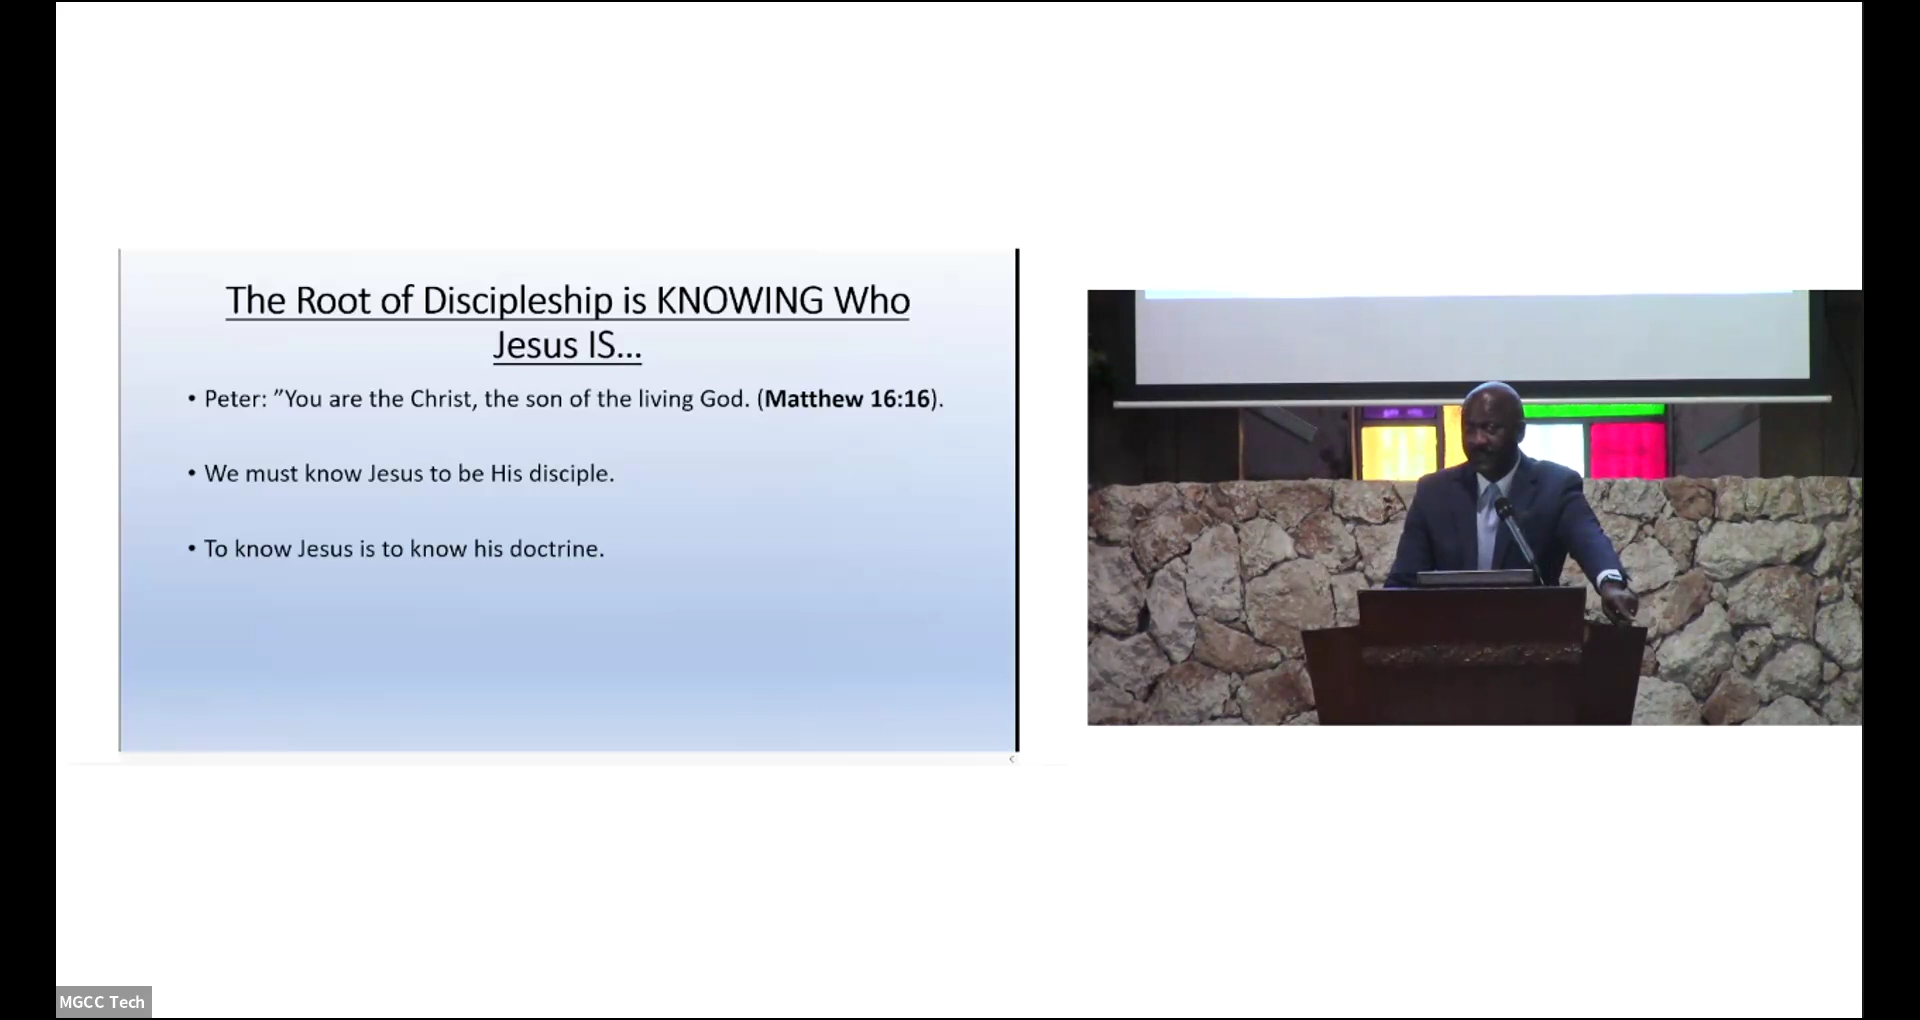 The Root of Discipleship is KNOWING Who
Jesus IS...
• Peter: ”You are the Christ, the son of the living God. (Matthew 16:16).
• We must know Jesus to be His disciple.
• To know Jesus is to know his doctrine.
MGCC Tech